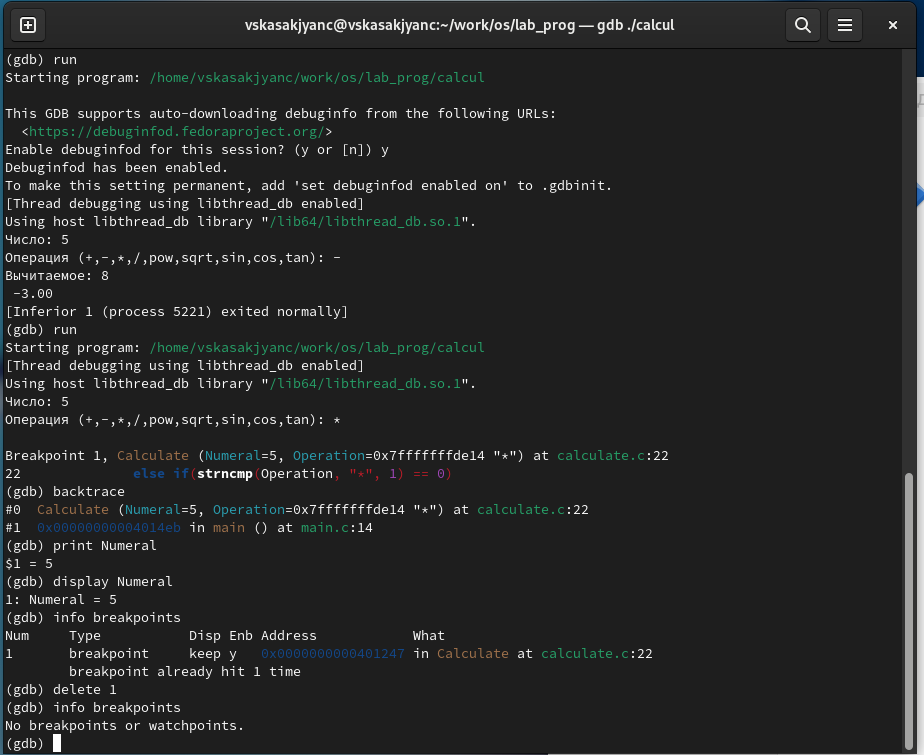 vskasakjyanc@vskasakjyanc:~/work/os/lab_prog — gdb ./calcul
(gdb) run
Starting program: /home/vskasakjyanc/work/os/lab_prog/calcul

This GDB supports auto-downloading debuginfo from the following URLs:
  <https://debuginfod.fedoraproject.org/>
Enable debuginfod for this session? (y or [n]) y
Debuginfod has been enabled.
To make this setting permanent, add 'set debuginfod enabled on' to .gdbinit.
[Thread debugging using libthread_db enabled]
Using host libthread_db library "/lib64/libthread_db.so.1".
Число: 5
Операция (+,-,*,/,pow,sqrt,sin,cos,tan): -
Вычитаемое: 8
 -3.00
[Inferior 1 (process 5221) exited normally]
(gdb) run
Starting program: /home/vskasakjyanc/work/os/lab_prog/calcul
[Thread debugging using libthread_db enabled]
Using host libthread_db library "/lib64/libthread_db.so.1".
Число: 5
Операция (+,-,*,/,pow,sqrt,sin,cos,tan): *

Breakpoint 1, Calculate (Numeral=5, Operation=0x7fffffffde14 "*") at calculate.c:22
22              else if(strncmp(Operation, "*", 1) == 0)
(gdb) backtrace
#0  Calculate (Numeral=5, Operation=0x7fffffffde14 "*") at calculate.c:22
#1  0x00000000004014eb in main () at main.c:14
(gdb) print Numeral
$1 = 5
(gdb) display Numeral
1: Numeral = 5
(gdb) info breakpoints
Num     Type           Disp Enb Address            What
1       breakpoint     keep y   0x0000000000401247 in Calculate at calculate.c:22
        breakpoint already hit 1 time
(gdb) delete 1
(gdb) info breakpoints
No breakpoints or watchpoints.
(gdb)